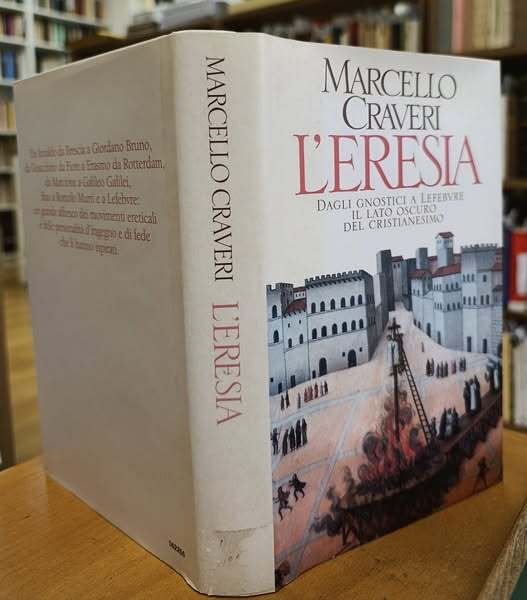 MARCELLO
CRAVERI
L'ERESIA
DAGLI GNOSTICI A LEFEBVRE
IL LATO OSCURO
DEL CRISTIANESIMO
MARCELLO CRAVERI L'ERESIA
Da Arnaldo da Brescia a Giordano Bruno,
da Gioacchino da Fiore a Erasmo da Rotterdam,
da Marcione a Galileo Galilei,
fino a Romolo Murri e a Lefebvre:
un grande affresco dei movimenti ereticali
e delle personalità d'ingegno e di fede
che li hanno ispirati.